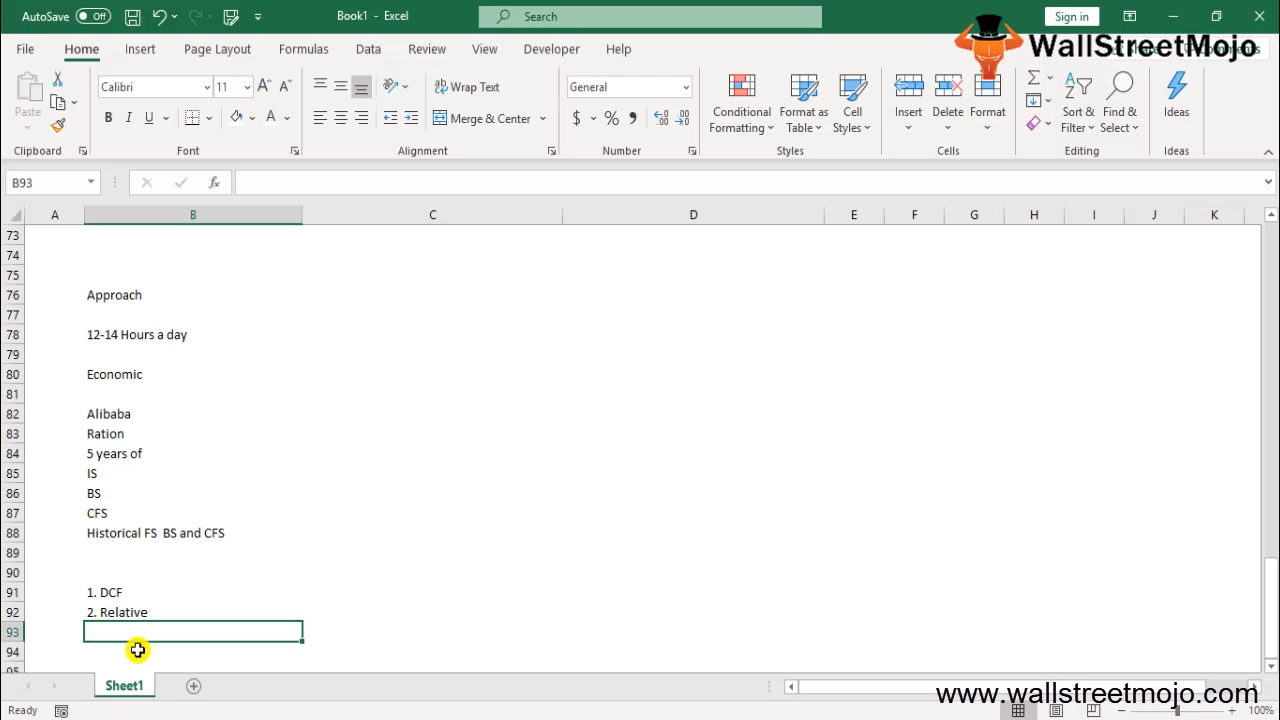 AutoSave Off Book1 - Excel Search Sign in
File Home Insert Page Layout Formulas Data Review View Developer Help
WallStreetMojo
Paste
Calibri 11
Wrap Text
General
Merge & Center
Conditional Formatting
Format as Table
Cell Styles
Insert
Delete
Format
Sort & Filter
Find & Select
Ideas
Clipboard Font Alignment Number Styles Cells Editing Ideas
B93 fx
A B C D E F G H I J K
73
74
75
76 Approach
77
78 12-14 Hours a day
79
80 Economic
81
82 Alibaba
83 Ration
84 5 years of
85 IS
86 BS
87 CFS
88 Historical FS BS and CFS
89
90
91 1. DCF
92 2. Relative
93
94
95
Sheet1
www.wallstreetmojo.com
Ready 100%